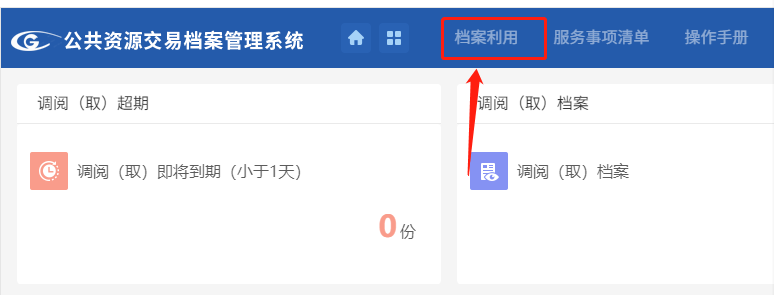 公共资源交易档案管理系统 档案利用 服务事项清单 操作手册
调阅（取）超期
调阅（取）档案
调阅（取）即将到期（小于1天）
调阅（取）档案
0 份